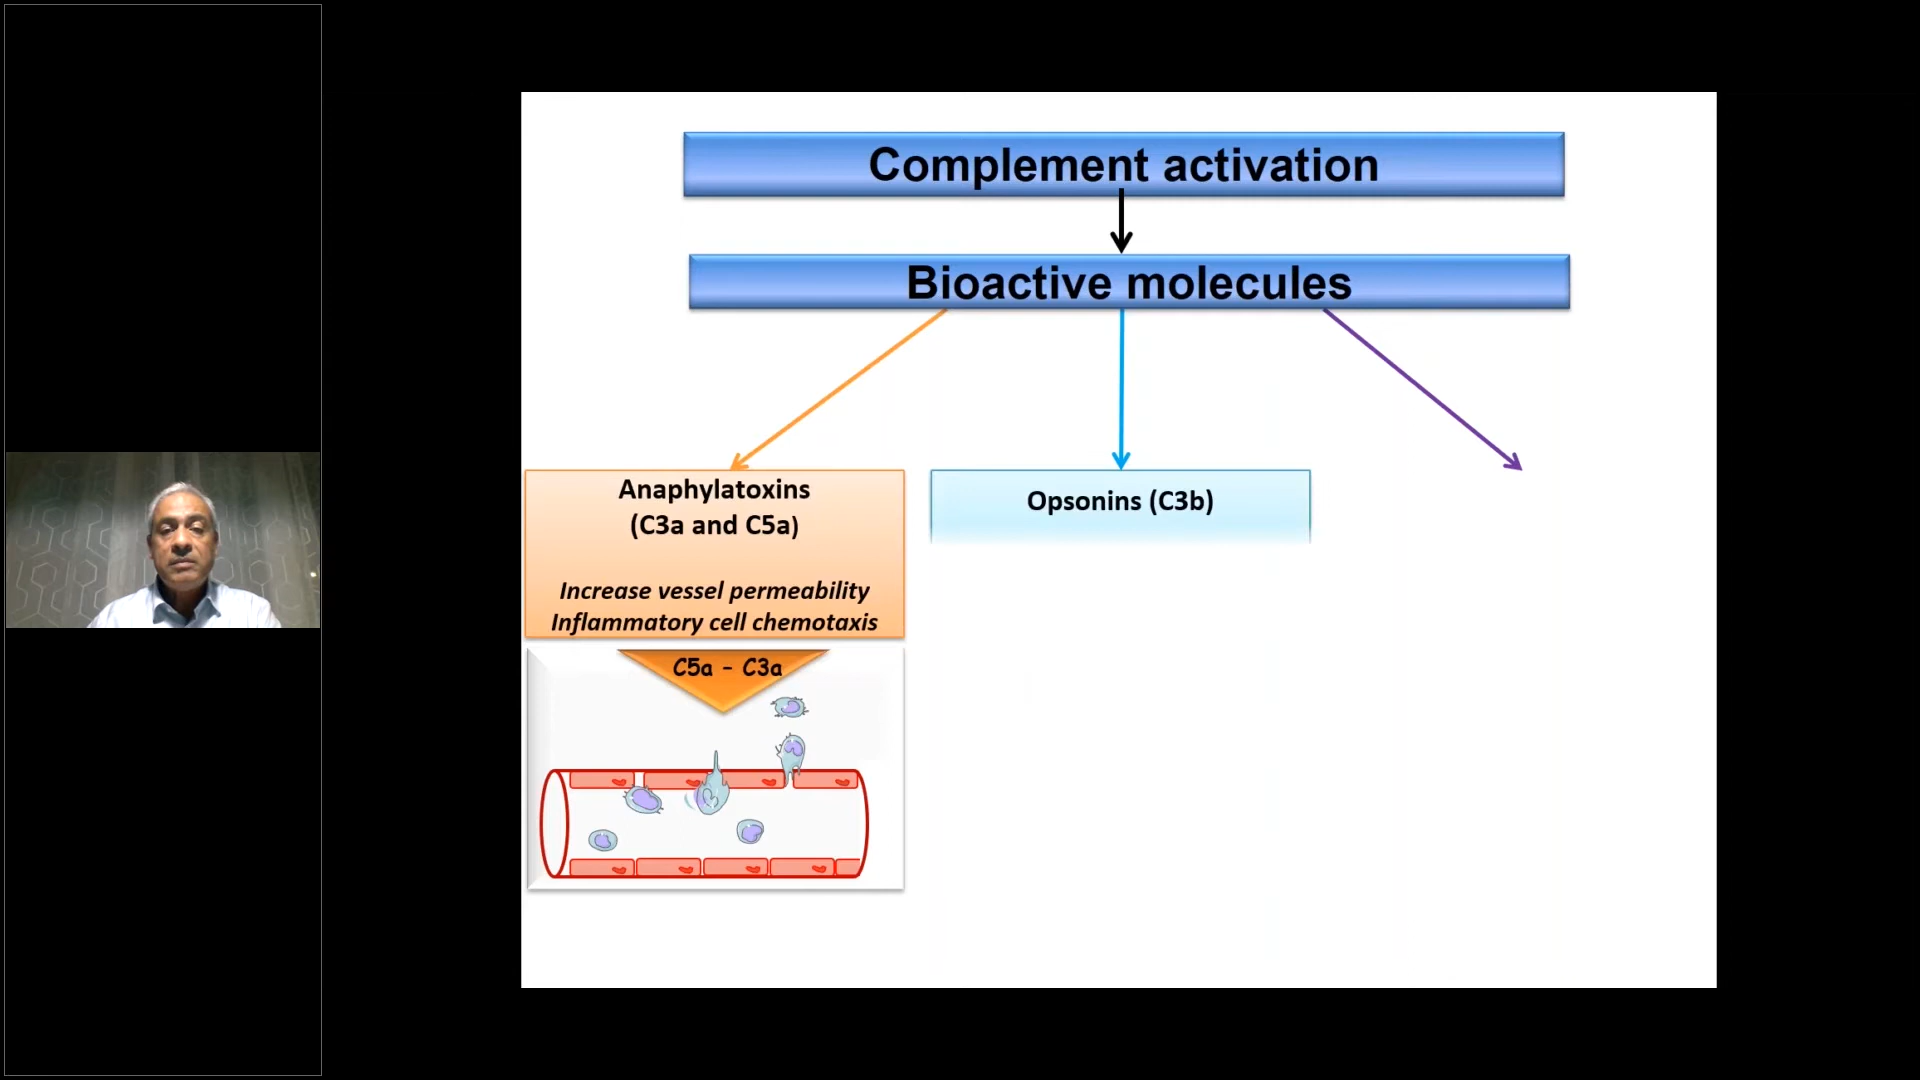 Complement activation
Bioactive molecules
Anaphylatoxins
(C3a and C5a)
Increase vessel permeability
Inflammatory cell chemotaxis
Opsonins (C3b)
C5a - C3a